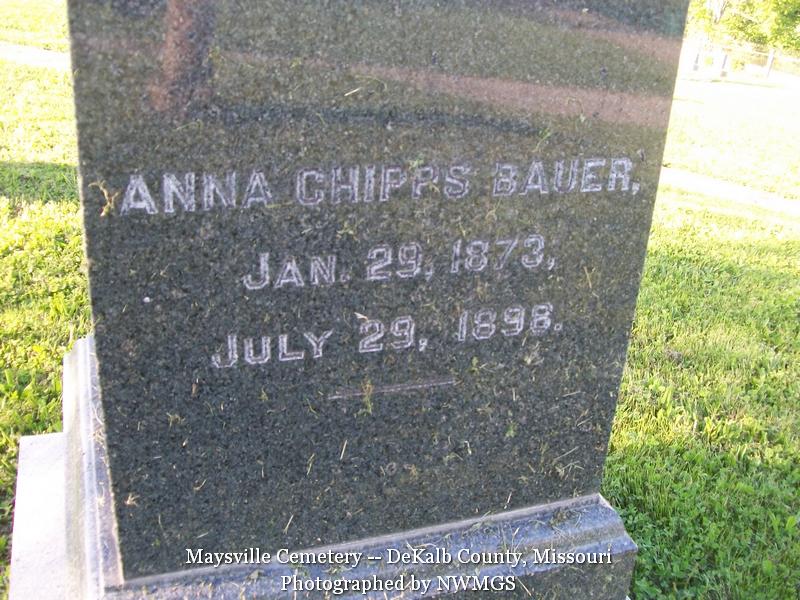 ANNA CHIPPS BAUER,
JAN. 29, 1873,
JULY 29, 1898.
Maysville Cemetery -- DeKalb County, Missouri
Photographed by NWMGS